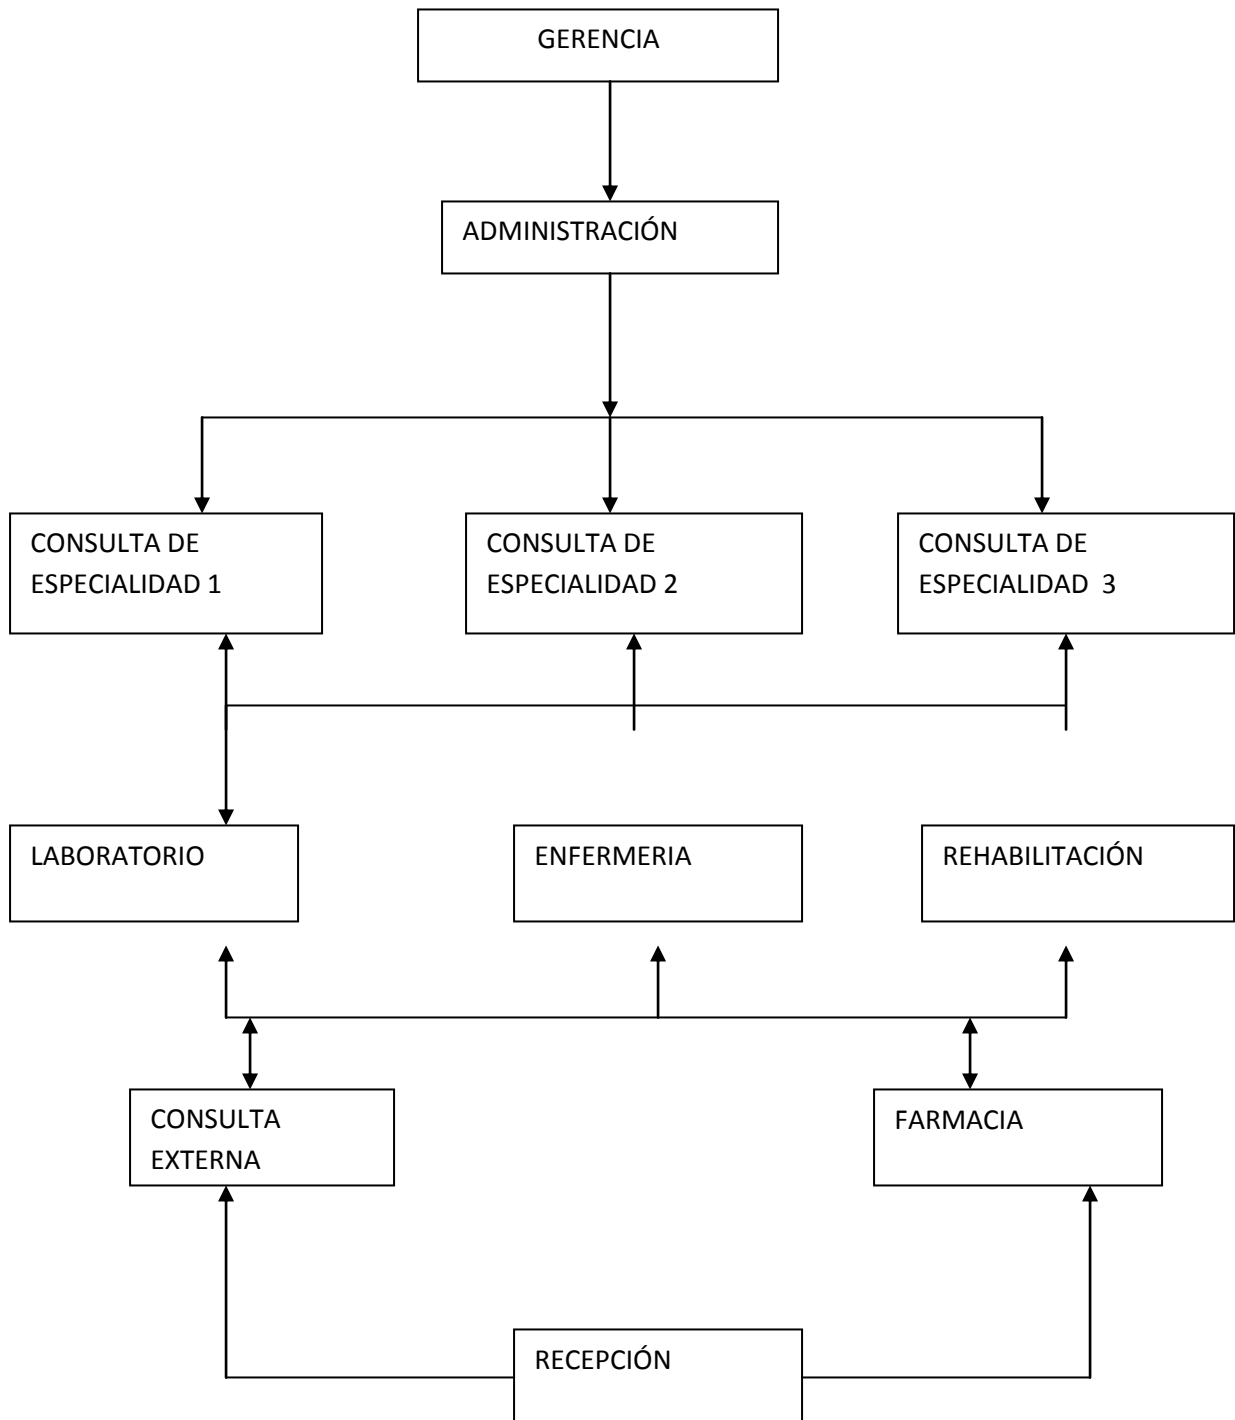 GERENCIA
ADMINISTRACIÓN
CONSULTA DE
ESPECIALIDAD 1
CONSULTA DE
ESPECIALIDAD 2
CONSULTA DE
ESPECIALIDAD  3
LABORATORIO
ENFERMERIA
REHABILITACIÓN
CONSULTA
EXTERNA
FARMACIA
RECEPCIÓN